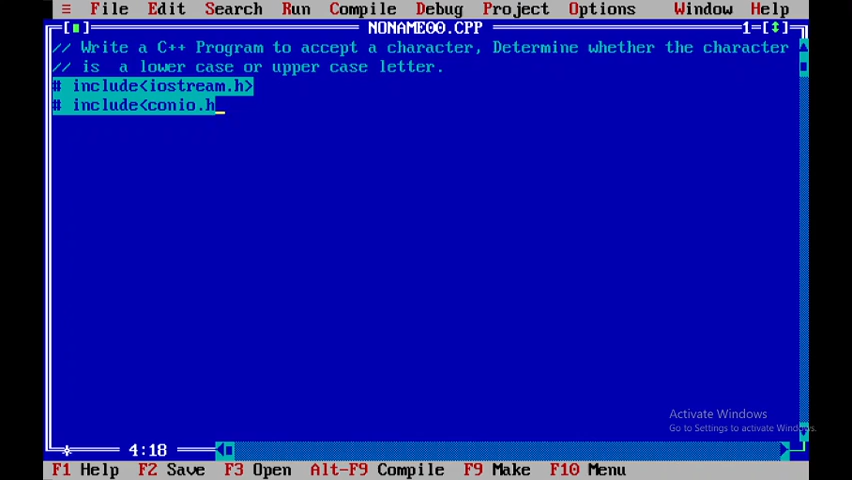 ≡ File Edit Search Run Compile Debug Project Options Window Help
NONAME00.CPP 1=[↕]
// Write a C++ Program to accept a character, Determine whether the character
// is a lower case or upper case letter.
# include<iostream.h>
# include<conio.h_
Activate Windows
Go to Settings to activate Windows.
4:18
F1 Help F2 Save F3 Open Alt-F9 Compile F9 Make F10 Menu